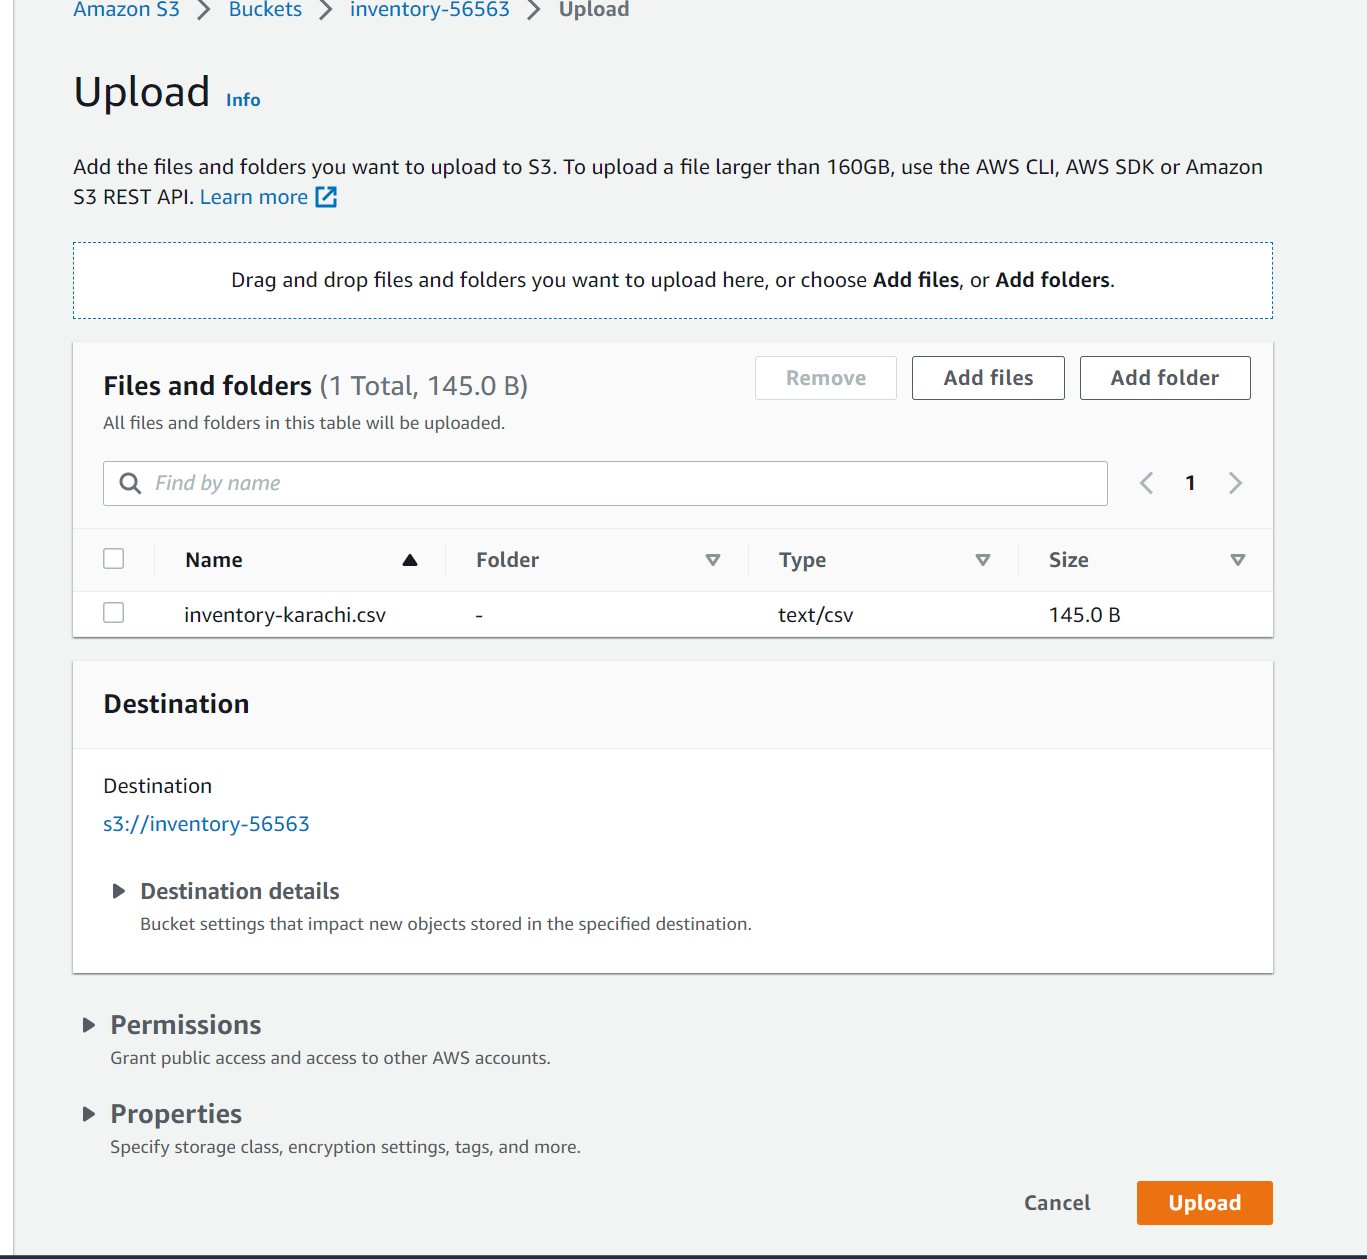 Amazon S3 > Buckets > inventory-56563 > Upload
Upload Info
Add the files and folders you want to upload to S3. To upload a file larger than 160GB, use the AWS CLI, AWS SDK or Amazon
S3 REST API. Learn more
Drag and drop files and folders you want to upload here, or choose Add files, or Add folders.
Files and folders (1 Total, 145.0 B)
Remove
Add files
Add folder
All files and folders in this table will be uploaded.
Find by name
1
Name Folder Type Size
inventory-karachi.csv - text/csv 145.0 B
Destination
Destination
s3://inventory-56563
Destination details
Bucket settings that impact new objects stored in the specified destination.
Permissions
Grant public access and access to other AWS accounts.
Properties
Specify storage class, encryption settings, tags, and more.
Cancel Upload